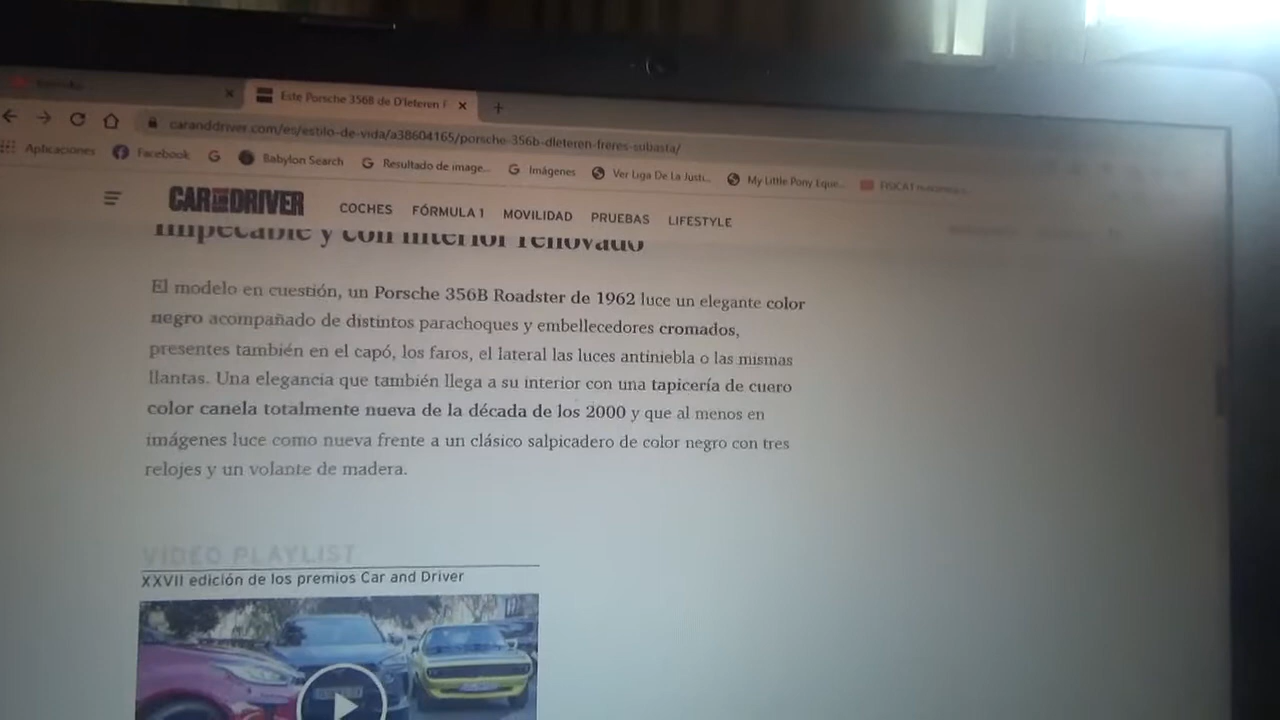 Este Porsche 356B de D'Ieteren F
caranddriver.com/es/estilo-de-vida/a38604165/porsche-356b-dieteren-freres-subasta/
Aplicaciones Facebook Babylon Search Resultado de image... Imágenes Ver Liga De La Justi... My Little Pony Eque...
CAR AND DRIVER COCHES FÓRMULA 1 MOVILIDAD PRUEBAS LIFESTYLE
impecable y con interior renovado
El modelo en cuestión, un Porsche 356B Roadster de 1962 luce un elegante color
negro acompañado de distintos parachoques y embellecedores cromados,
presentes también en el capó, los faros, el lateral las luces antiniebla o las mismas
llantas. Una elegancia que también llega a su interior con una tapicería de cuero
color canela totalmente nueva de la década de los 2000 y que al menos en
imágenes luce como nueva frente a un clásico salpicadero de color negro con tres
relojes y un volante de madera.
VIDEO PLAYLIST
XXVII edición de los premios Car and Driver